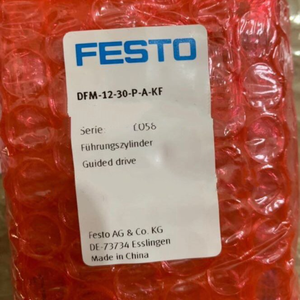 FESTO
DFM-12-30-P-A-KF
Serie: C058
Führungszylinder
Guided drive
Festo AG & Co. KG
DE-73734 Esslingen
Made in China